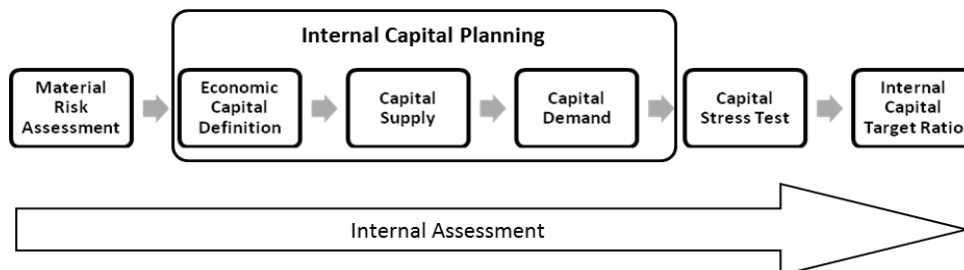 Internal Capital Planning
Material
Risk
Assessment
Economic
Capital
Definition
Capital
Supply
Capital
Demand
Capital
Stress Test
Internal
Capital
Target Ratio
Internal Assessment